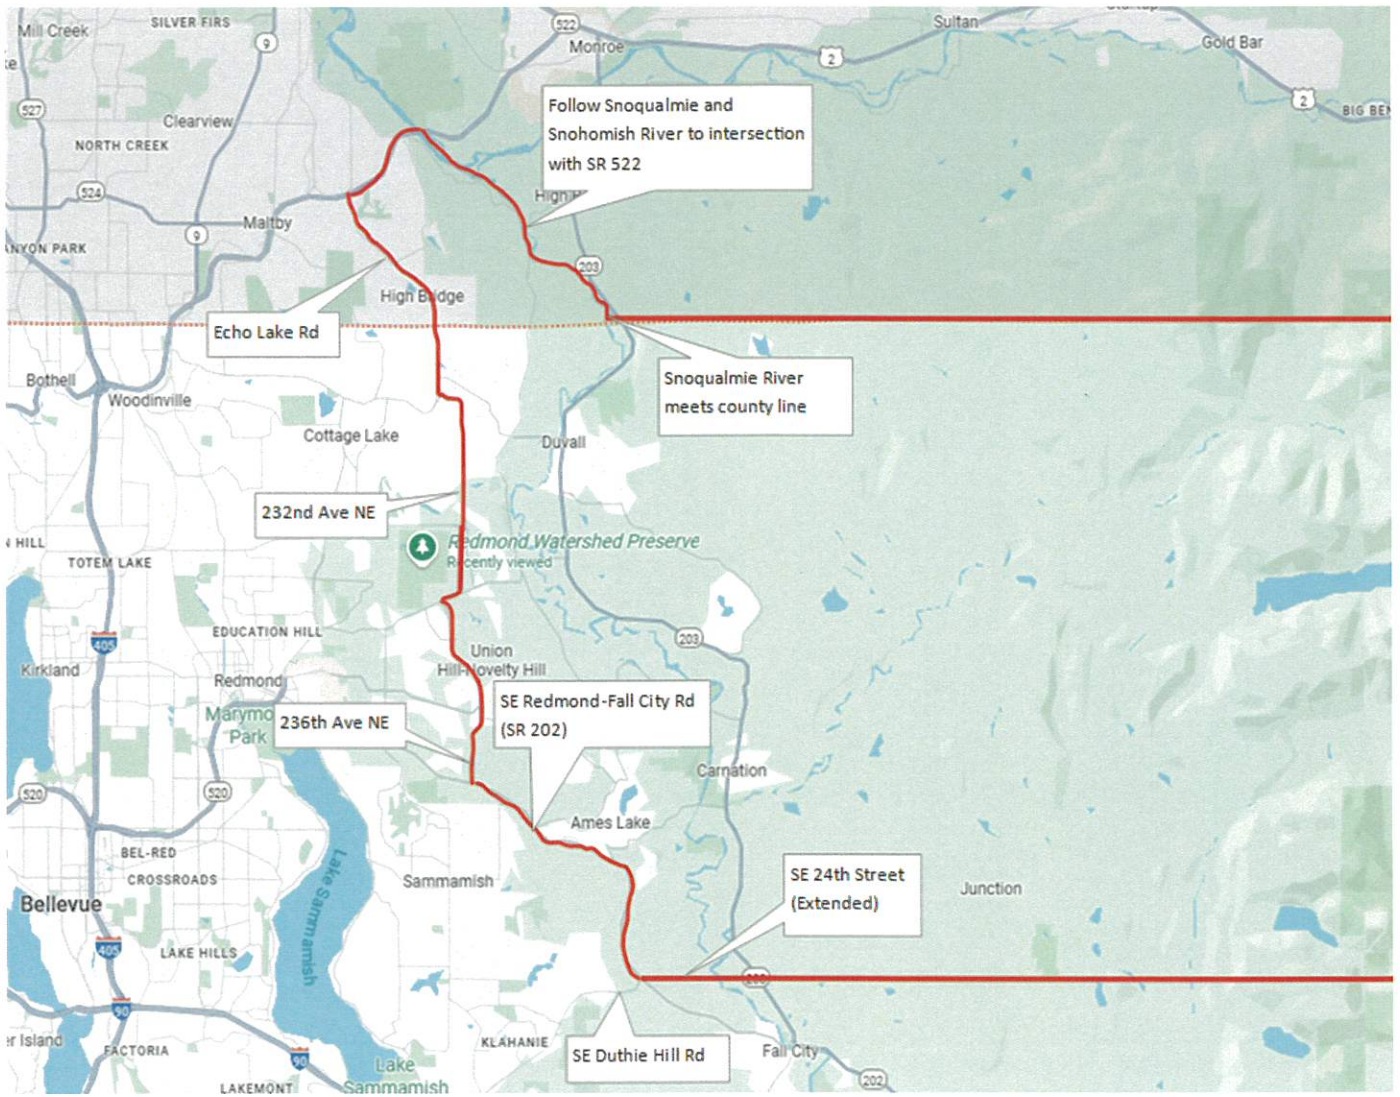 SILVER FIRS
Mill Creek
9
522
Monroe
Sultan
Gold Bar
2
2
527
Clearview
NORTH CREEK
Follow Snoqualmie and
Snohomish River to intersection
with SR 522
524
Maltby
9
ANYON PARK
203
High Bridge
Echo Lake Rd
Snoqualmie River
meets county line
Bothell
Woodinville
Cottage Lake
Duvall
232nd Ave NE
Redmond Watershed Preserve
Recently viewed
N HILL
TOTEM LAKE
405
EDUCATION HILL
203
Kirkland
Redmond
Union
Hill-Novelty Hill
SE Redmond-Fall City Rd
(SR 202)
Marymo
Park
236th Ave NE
520
520
Carnation
Ames Lake
BEL-RED
CROSSROADS
Lake Sammamish
Sammamish
SE 24th Street
(Extended)
Junction
Bellevue
405
LAKE HILLS
90
er Island
FACTORIA
90
KLAHANIE
SE Duthie Hill Rd
Fall City
Lake
Sammamish
LAKEMONT
202